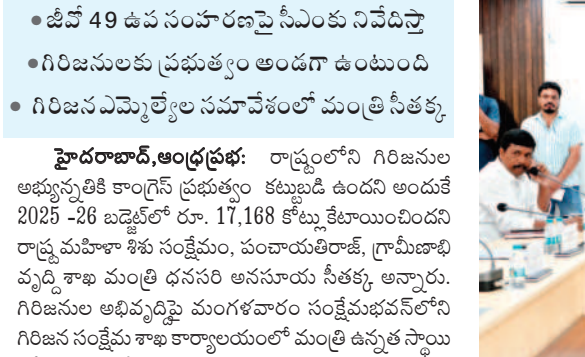 • జీవో 49 ఉప సంహరణపై సీఎంకు నివేదిస్తా
• గిరిజనులకు ప్రభుత్వం అండగా ఉంటుంది
• గిరిజన ఎమ్మెల్యేల సమావేశంలో మంత్రి సీతక్క
హైదరాబాద్,ఆంధ్రప్రభ: రాష్ట్రంలోని గిరిజనుల
అభ్యున్నతికి కాంగ్రెస్ ప్రభుత్వం కట్టుబడి ఉందని అందుకే
2025 -26 బడ్జెట్‌లో రూ. 17,168 కోట్లు కేటాయించిందని
రాష్ట్ర మహిళా శిశు సంక్షేమం, పంచాయతిరాజ్, గ్రామీణాభి
వృద్ది శాఖ మంత్రి ధనసరి అనసూయ సీతక్క అన్నారు.
గిరిజనుల అభివృద్దిపై మంగళవారం సంక్షేమభవన్‌లోని
గిరిజన సంక్షేమ శాఖ కార్యాలయంలో మంత్రి ఉన్నత స్థాయి